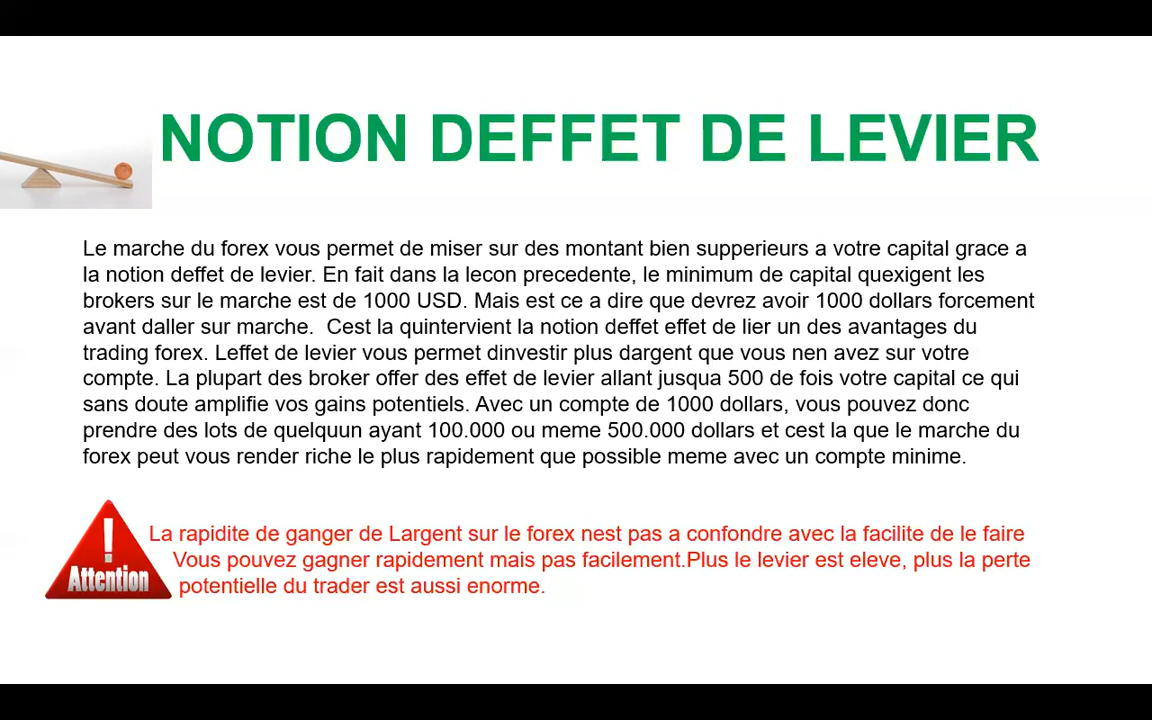 NOTION DEFFET DE LEVIER
Le marche du forex vous permet de miser sur des montant bien supperieurs a votre capital grace a
la notion deffet de levier. En fait dans la lecon precedente, le minimum de capital quexigent les
brokers sur le marche est de 1000 USD. Mais est ce a dire que devrez avoir 1000 dollars forcement
avant daller sur marche.  Cest la quintervient la notion deffet effet de lier un des avantages du
trading forex. Leffet de levier vous permet dinvestir plus dargent que vous nen avez sur votre
compte. La plupart des broker offer des effet de levier allant jusqua 500 de fois votre capital ce qui
sans doute amplifie vos gains potentiels. Avec un compte de 1000 dollars, vous pouvez donc
prendre des lots de quelquun ayant 100.000 ou meme 500.000 dollars et cest la que le marche du
forex peut vous render riche le plus rapidement que possible meme avec un compte minime.
La rapidite de ganger de Largent sur le forex nest pas a confondre avec la facilite de le faire
Vous pouvez gagner rapidement mais pas facilement.Plus le levier est eleve, plus la perte
potentielle du trader est aussi enorme.
! Attention